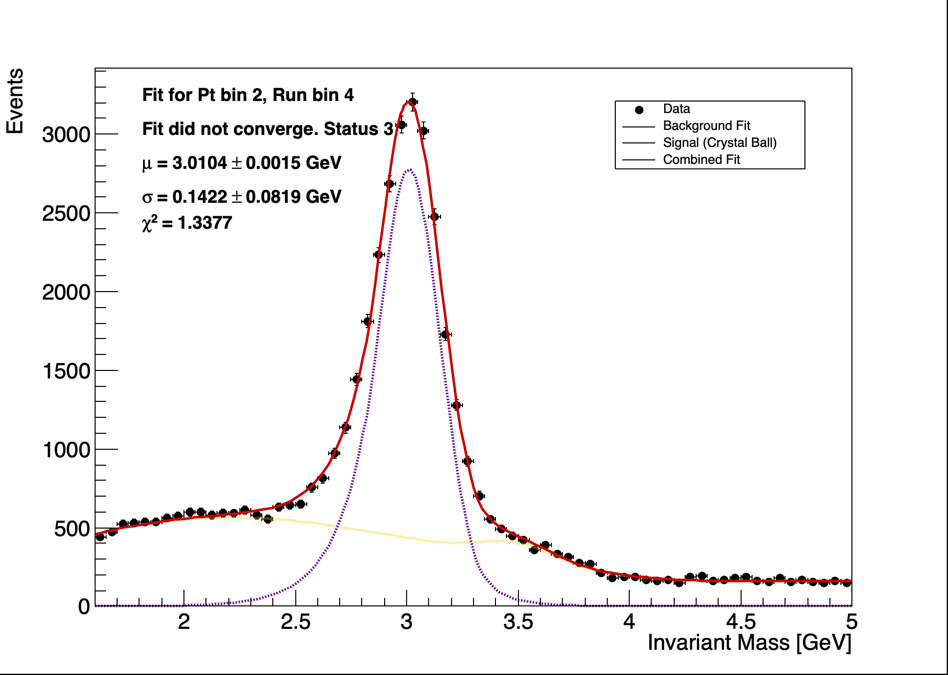 Events
Fit for Pt bin 2, Run bin 4
Fit did not converge. Status 3
μ = 3.0104 ± 0.0015 GeV
σ = 0.1422 ± 0.0819 GeV
χ² = 1.3377
Data
Background Fit
Signal (Crystal Ball)
Combined Fit
3000
2500
2000
1500
1000
500
0
2 2.5 3 3.5 4 4.5 5
Invariant Mass [GeV]